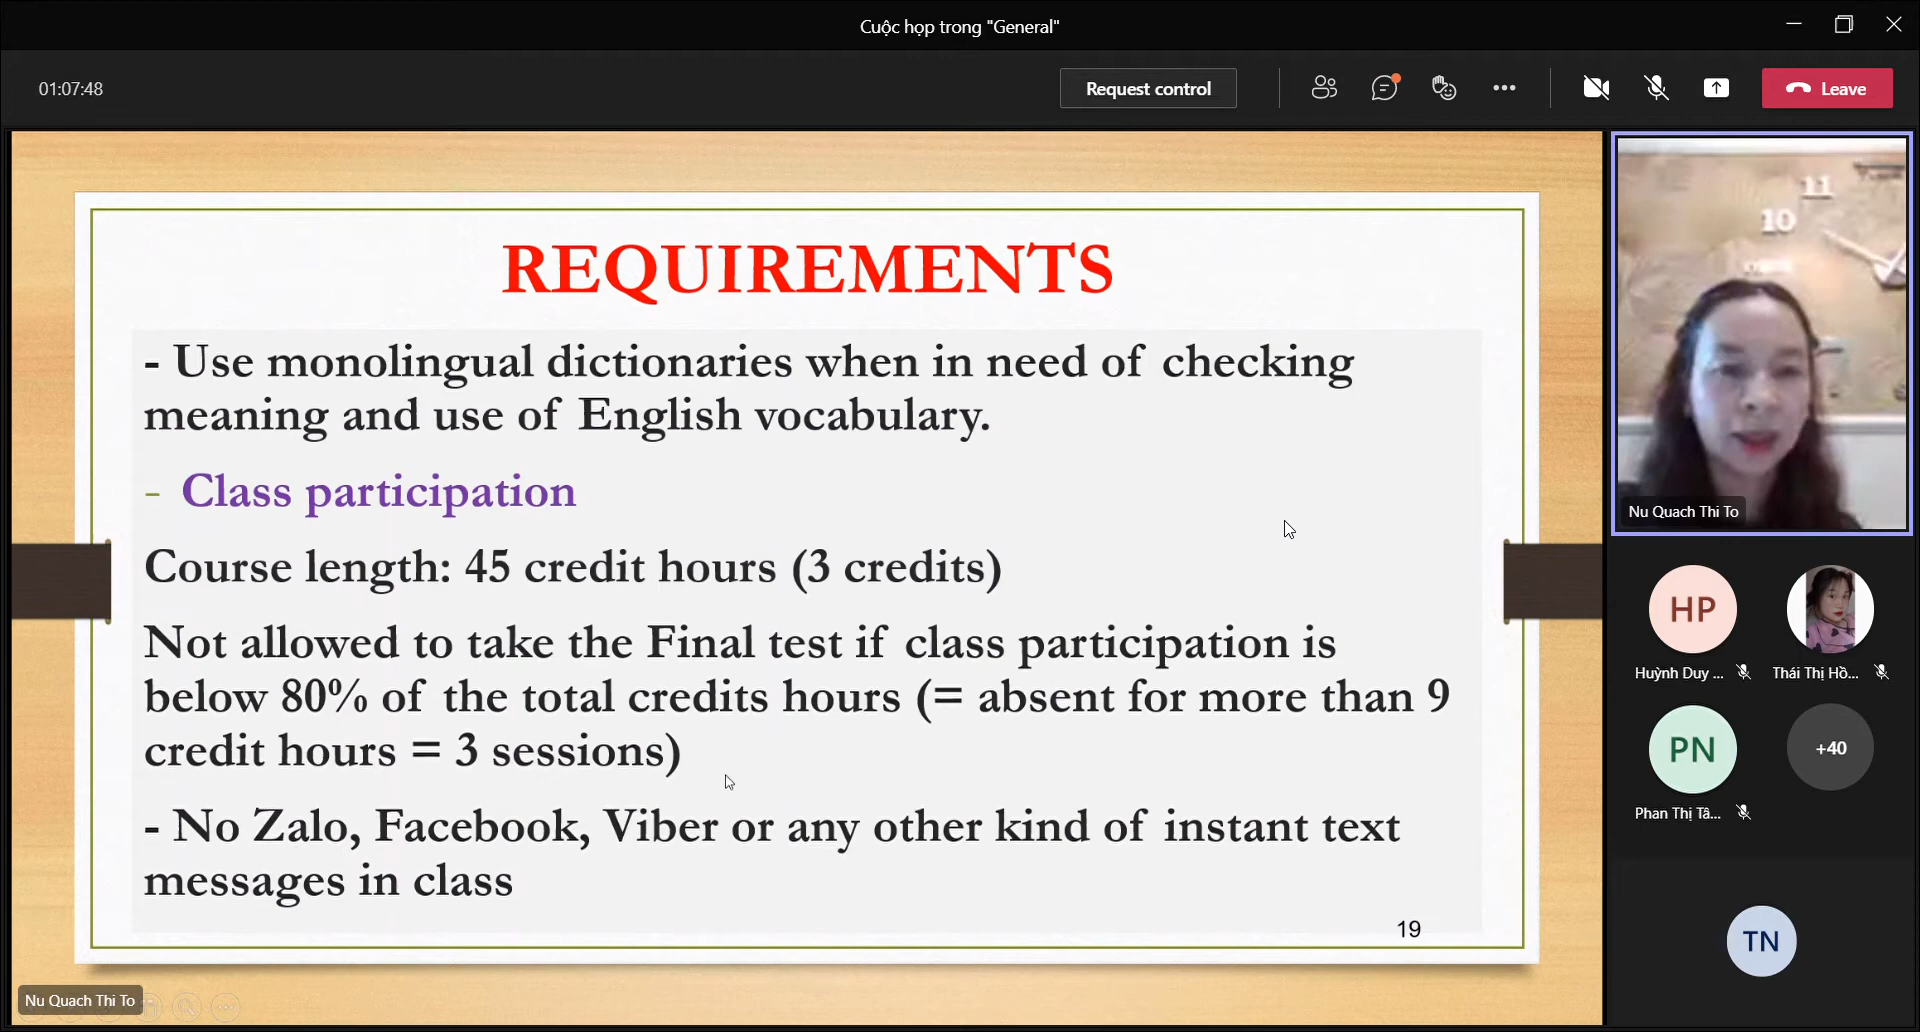 Cuộc họp trong "General"
01:07:48
Request control
Leave
REQUIREMENTS
- Use monolingual dictionaries when in need of checking
meaning and use of English vocabulary.
- Class participation
Course length: 45 credit hours (3 credits)
Not allowed to take the Final test if class participation is
below 80% of the total credits hours (= absent for more than 9
credit hours = 3 sessions)
- No Zalo, Facebook, Viber or any other kind of instant text
messages in class
19
Nu Quach Thi To
11
10
Nu Quach Thi To
HP
Huỳnh Duy ...
Thái Thị Hồ...
PN
Phan Thị Tâ...
+40
TN